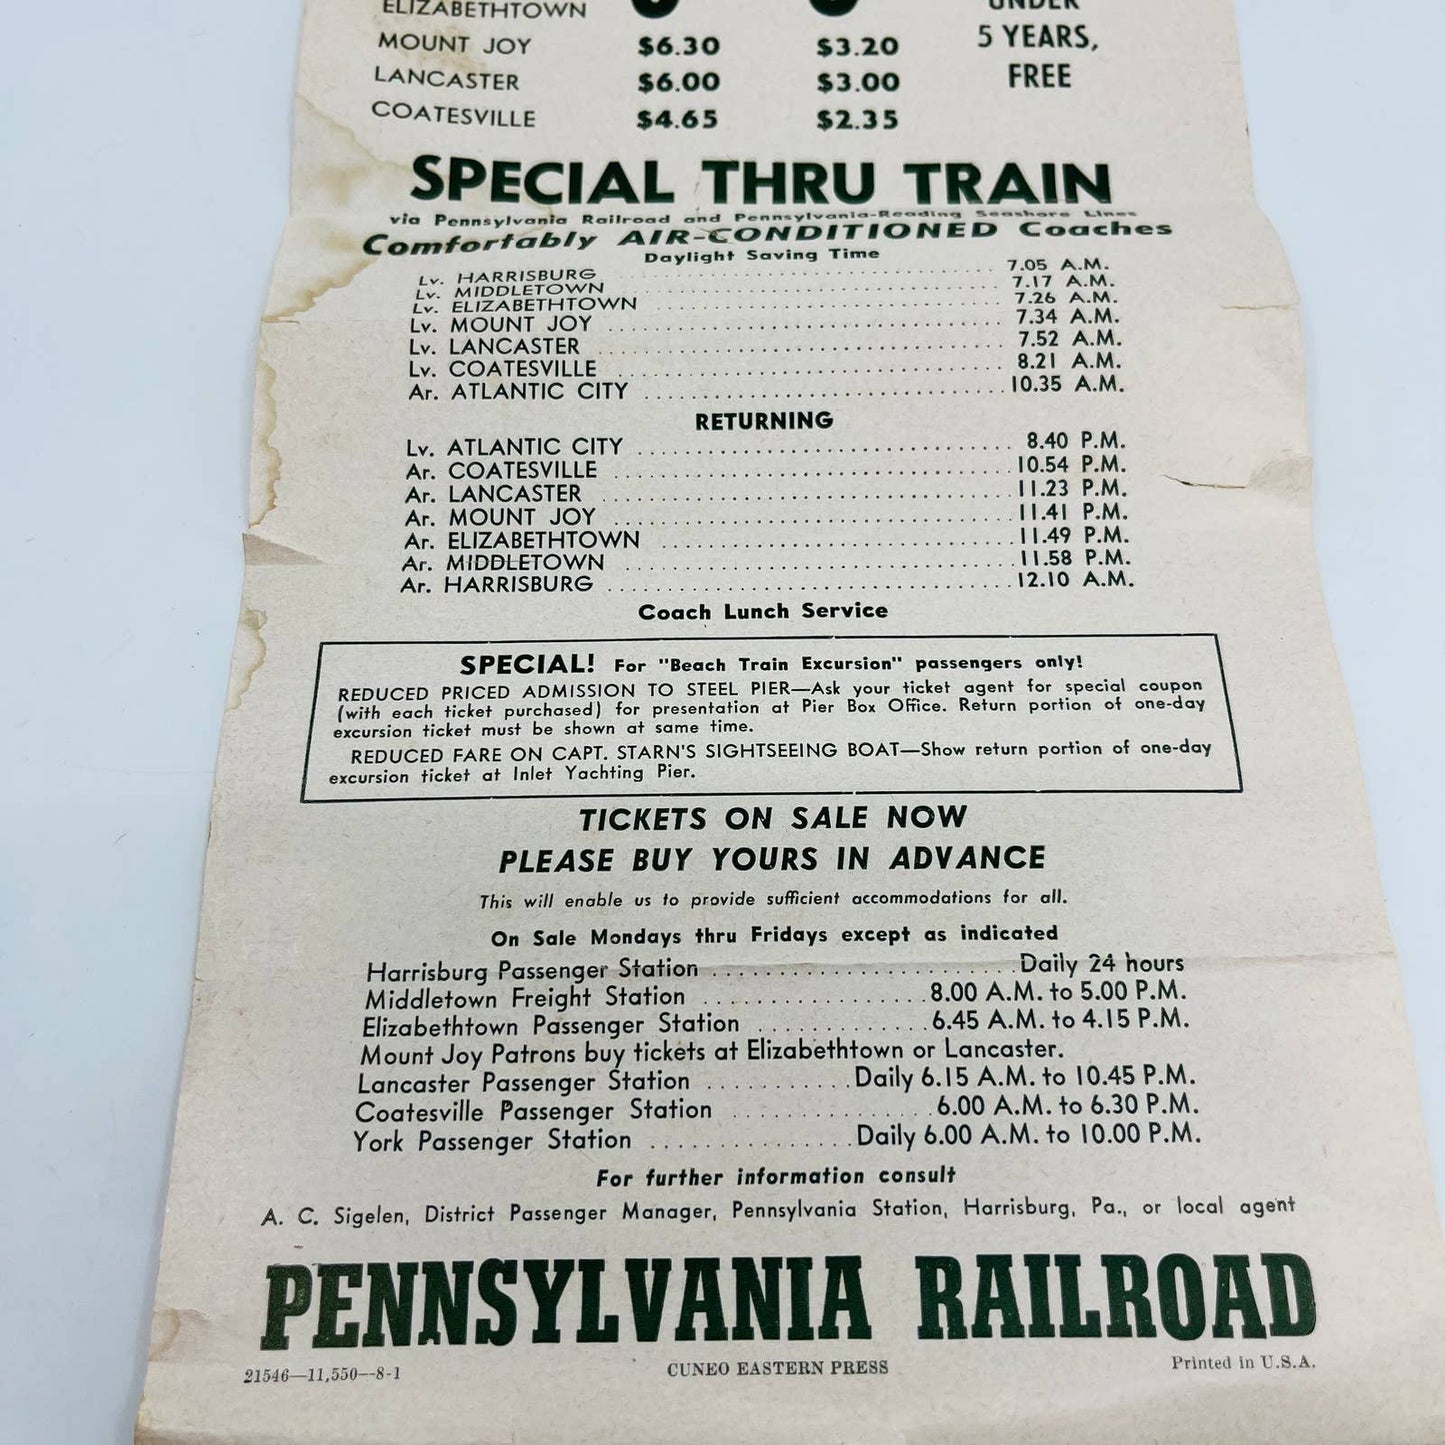 ELIZABETHTOWN UNDER
MOUNT JOY $6.30 $3.20 5 YEARS,
LANCASTER $6.00 $3.00 FREE
COATESVILLE $4.65 $2.35
SPECIAL THRU TRAIN
via Pennsylvania Railroad and Pennsylvania-Reading Seashore Lines
Comfortably AIR-CONDITIONED Coaches
Daylight Saving Time
Lv. HARRISBURG . . . . . . . . . . 7.05 A.M.
Lv. MIDDLETOWN . . . . . . . . . . 7.17 A.M.
Lv. ELIZABETHTOWN . . . . . . . . . . 7.26 A.M.
Lv. MOUNT JOY . . . . . . . . . . 7.34 A.M.
Lv. LANCASTER . . . . . . . . . . 7.52 A.M.
Lv. COATESVILLE . . . . . . . . . . 8.21 A.M.
Ar. ATLANTIC CITY . . . . . . . . . . 10.35 A.M.
RETURNING
Lv. ATLANTIC CITY . . . . . . . . . . 8.40 P.M.
Ar. COATESVILLE . . . . . . . . . . 10.54 P.M.
Ar. LANCASTER . . . . . . . . . . 11.23 P.M.
Ar. MOUNT JOY . . . . . . . . . . 11.41 P.M.
Ar. ELIZABETHTOWN . . . . . . . . . . 11.49 P.M.
Ar. MIDDLETOWN . . . . . . . . . . 11.58 P.M.
Ar. HARRISBURG . . . . . . . . . . 12.10 A.M.
Coach Lunch Service
SPECIAL! For "Beach Train Excursion" passengers only!
REDUCED PRICED ADMISSION TO STEEL PIER—Ask your ticket agent for special coupon
(with each ticket purchased) for presentation at Pier Box Office. Return portion of one-day
excursion ticket must be shown at same time.
REDUCED FARE ON CAPT. STARN'S SIGHTSEEING BOAT—Show return portion of one-day
excursion ticket at Inlet Yachting Pier.
TICKETS ON SALE NOW
PLEASE BUY YOURS IN ADVANCE
This will enable us to provide sufficient accommodations for all.
On Sale Mondays thru Fridays except as indicated
Harrisburg Passenger Station . . . . . . . . . . Daily 24 hours
Middletown Freight Station . . . . . . . . . . 8.00 A.M. to 5.00 P.M.
Elizabethtown Passenger Station . . . . . . . . . . 6.45 A.M. to 4.15 P.M.
Mount Joy Patrons buy tickets at Elizabethtown or Lancaster.
Lancaster Passenger Station . . . . . . . . . . Daily 6.15 A.M. to 10.45 P.M.
Coatesville Passenger Station . . . . . . . . . . 6.00 A.M. to 6.30 P.M.
York Passenger Station . . . . . . . . . . Daily 6.00 A.M. to 10.00 P.M.
For further information consult
A. C. Sigelen, District Passenger Manager, Pennsylvania Station, Harrisburg, Pa., or local agent
PENNSYLVANIA RAILROAD
21546—11,550—8-1 CUNEO EASTERN PRESS Printed in U.S.A.